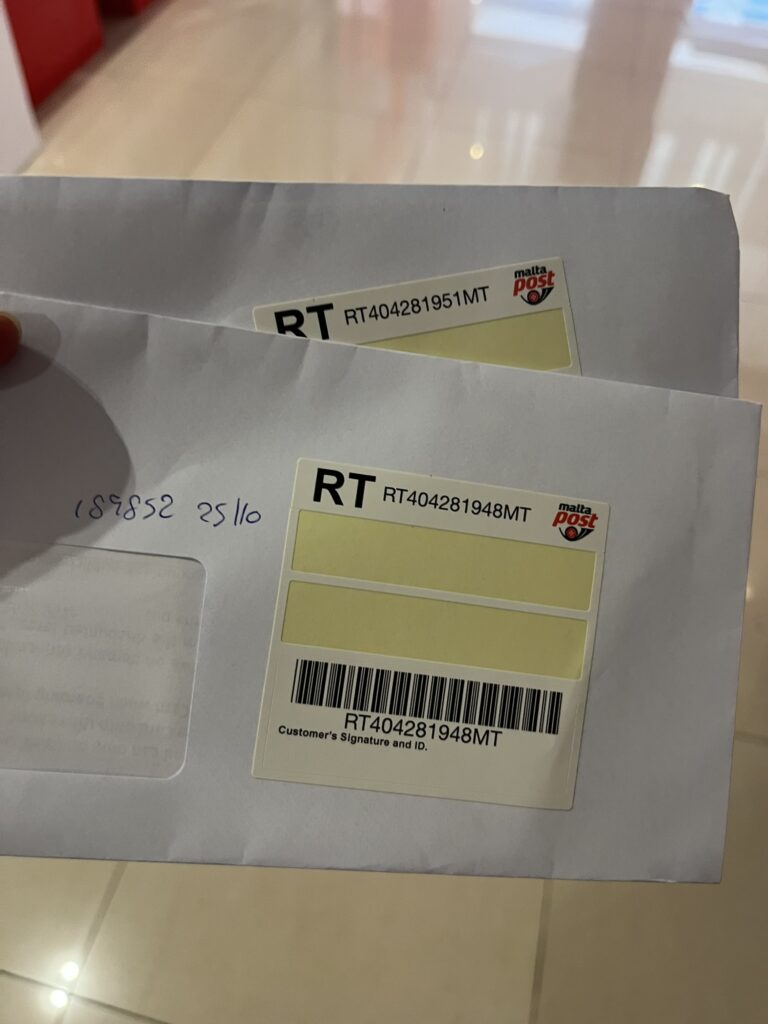 RT RT404281951MT malta post
RT RT404281948MT malta post
189852 25/10
RT404281948MT
Customer's Signature and ID.